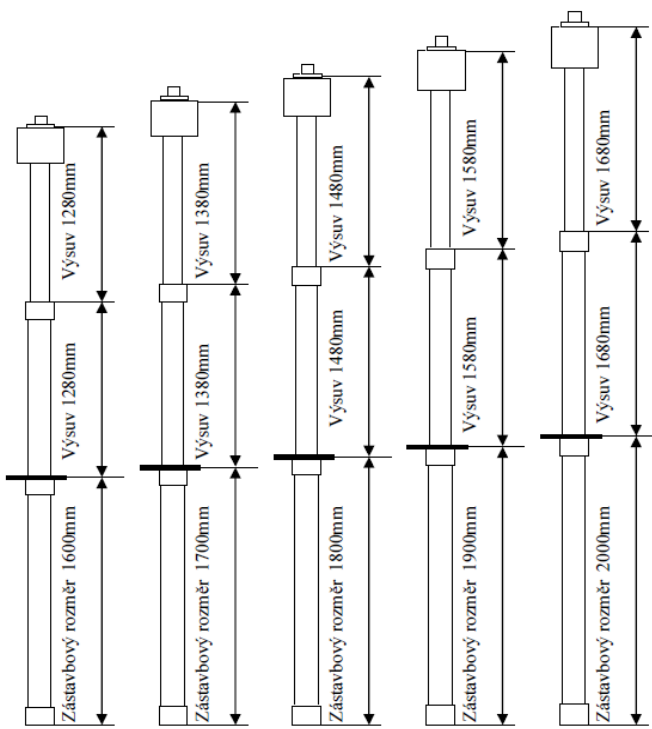 Výsuv 1280mm
Výsuv 1280mm
Zástavbový rozměr 1600mm
Výsuv 1380mm
Výsuv 1380mm
Zástavbový rozměr 1700mm
Výsuv 1480mm
Výsuv 1480mm
Zástavbový rozměr 1800mm
Výsuv 1580mm
Výsuv 1580mm
Zástavbový rozměr 1900mm
Výsuv 1680mm
Výsuv 1680mm
Zástavbový rozměr 2000mm